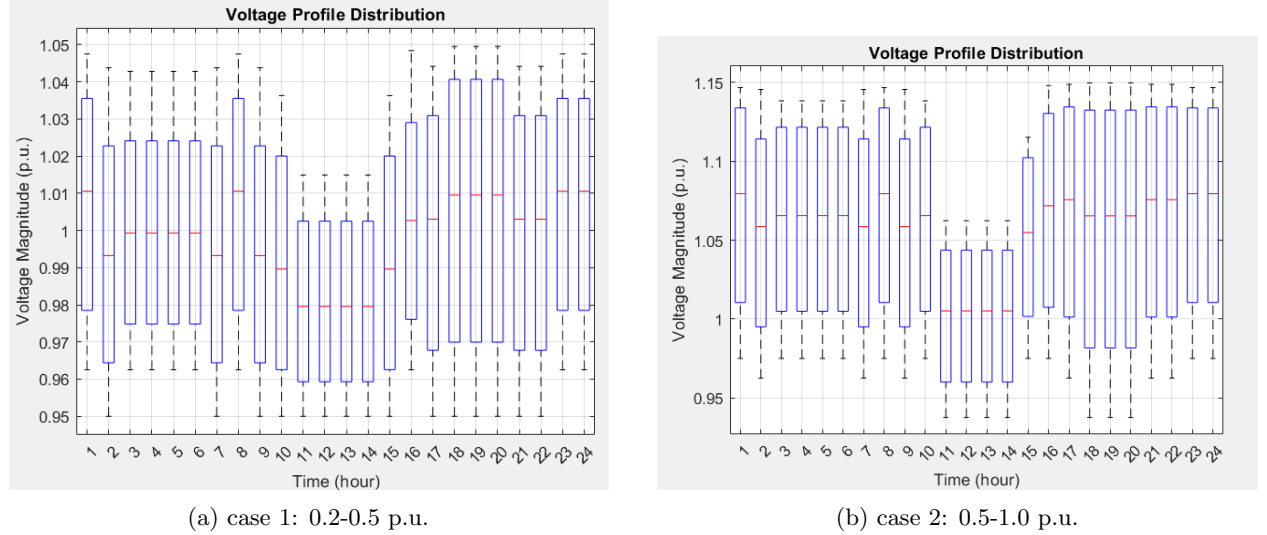 Voltage Profile Distribution
1.05
1.04
1.03
1.02
1.01
1
0.99
0.98
0.97
0.96
0.95
Voltage Magnitude (p.u.)
1 2 3 4 5 6 7 8 9 10 11 12 13 14 15 16 17 18 19 20 21 22 23 24
Time (hour)
(a) case 1: 0.2-0.5 p.u.
Voltage Profile Distribution
1.15
1.1
1.05
1
0.95
Voltage Magnitude (p.u.)
1 2 3 4 5 6 7 8 9 10 11 12 13 14 15 16 17 18 19 20 21 22 23 24
Time (hour)
(b) case 2: 0.5-1.0 p.u.